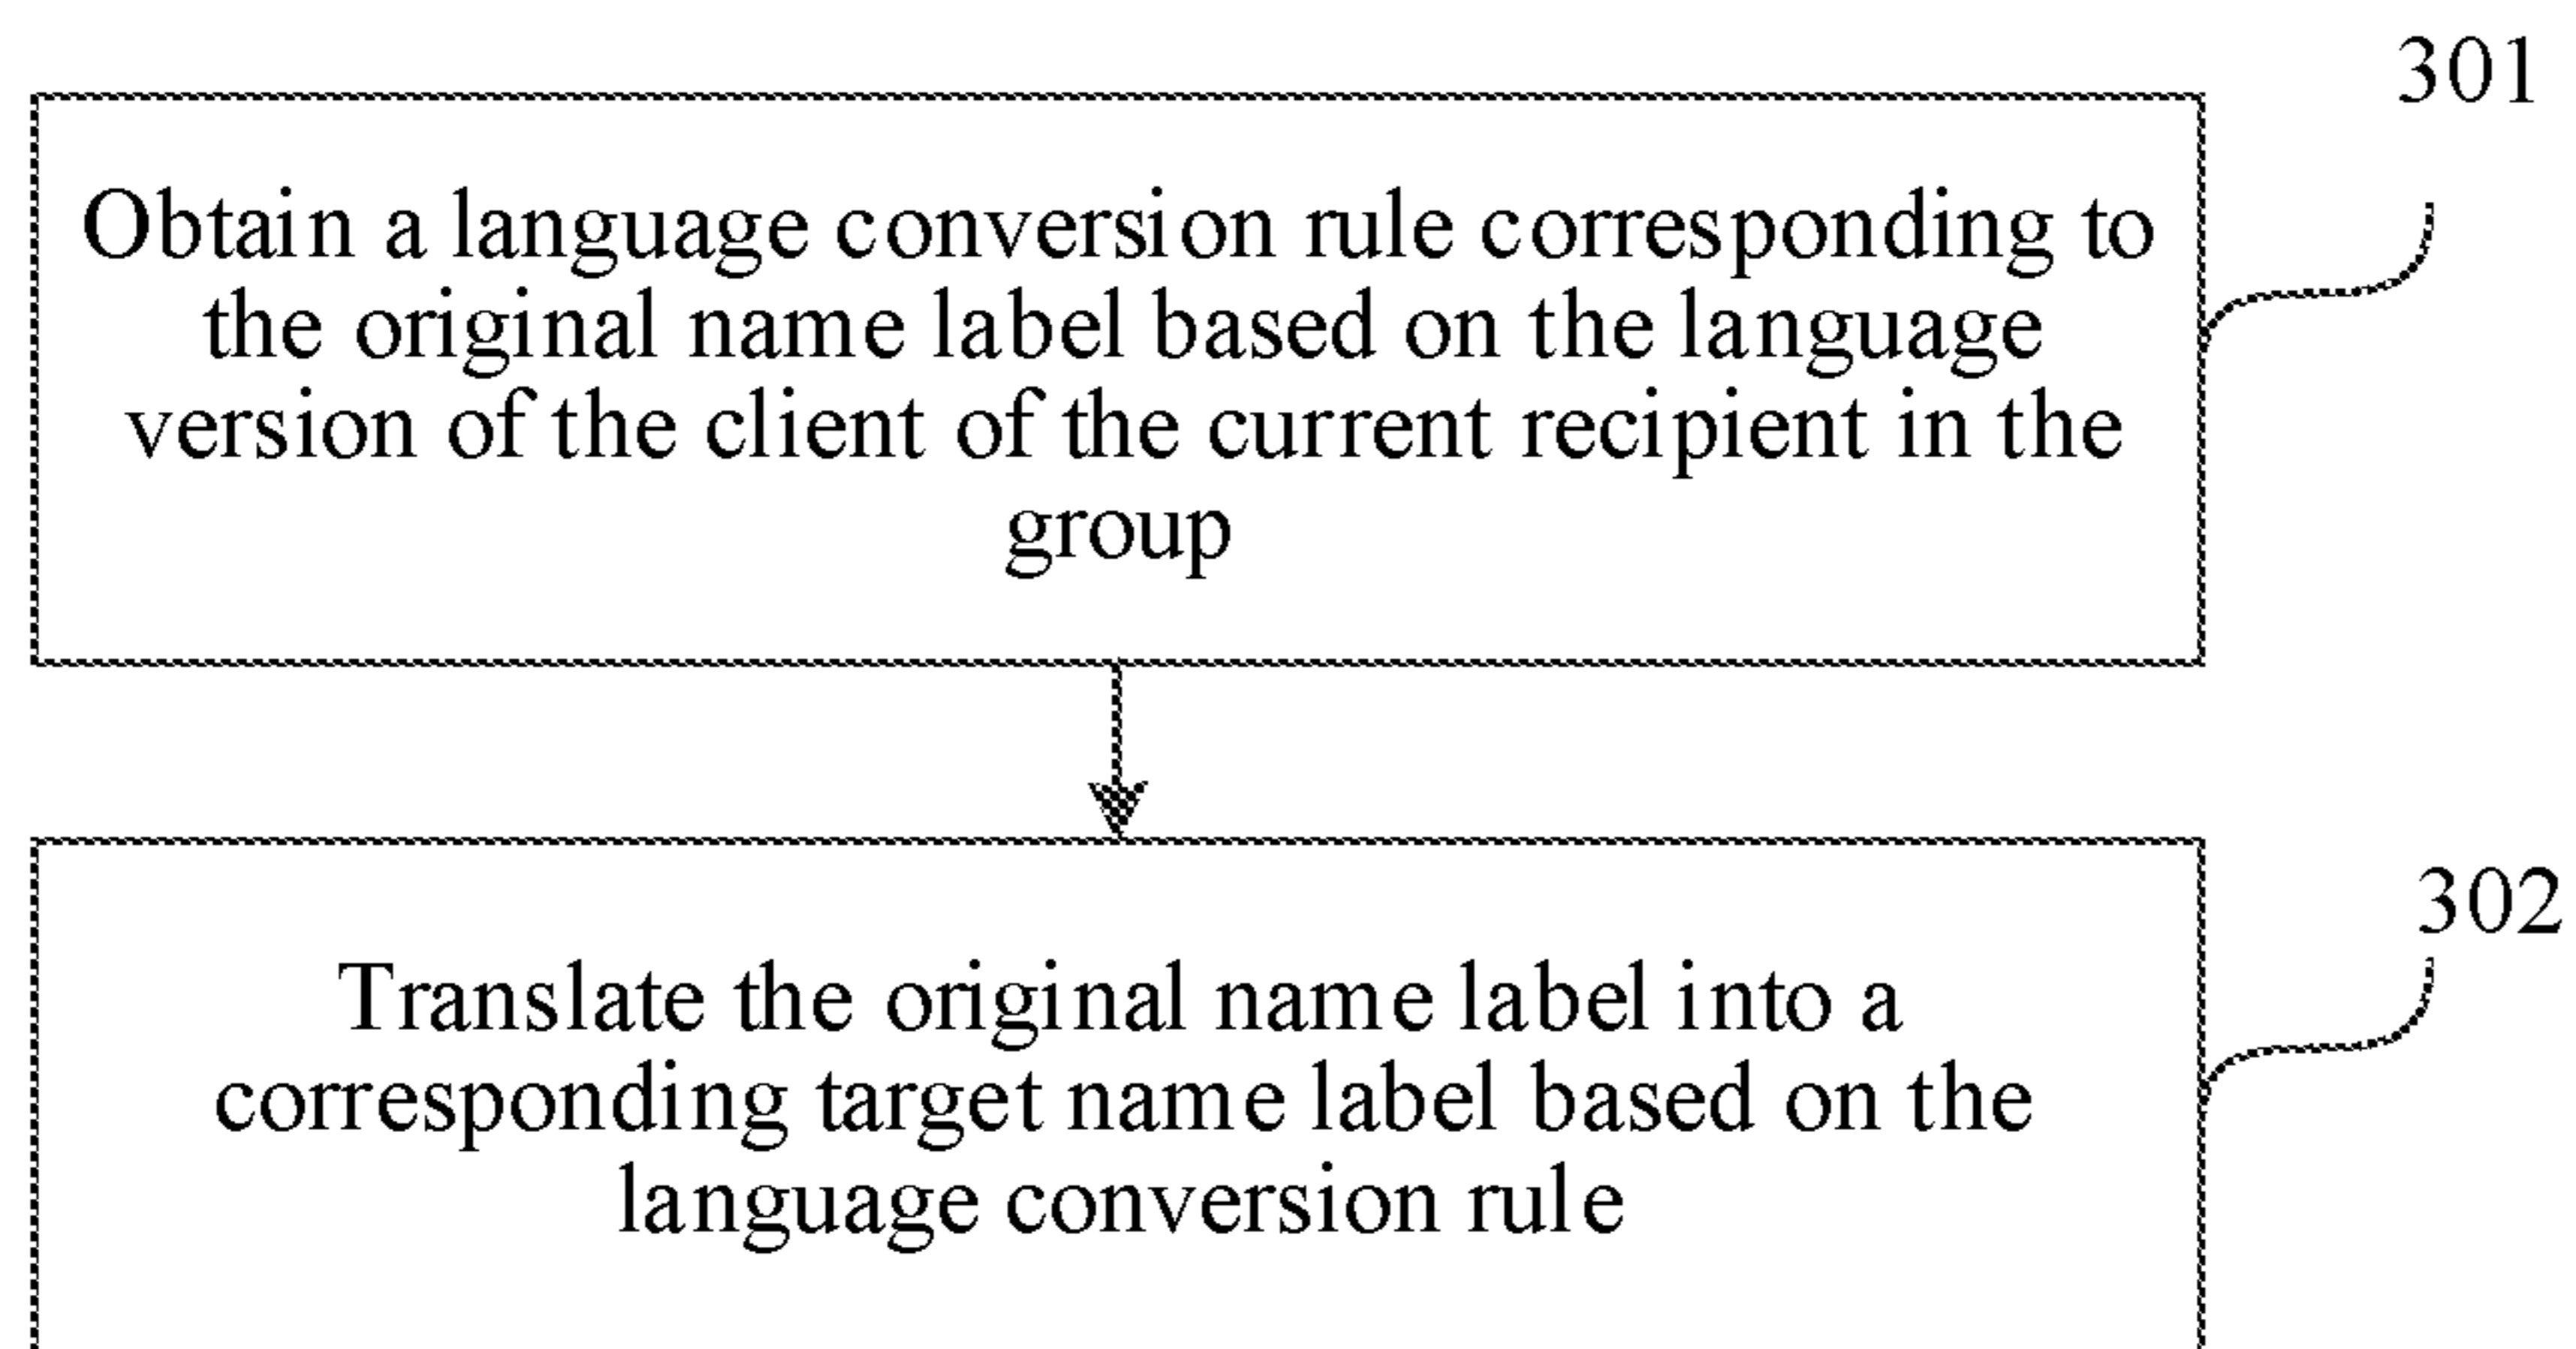 301
Obtain a language conversion rule corresponding to
the original name label based on the language
version of the client of the current recipient in the
group
302
Translate the original name label into a
corresponding target name label based on the
language conversion rule